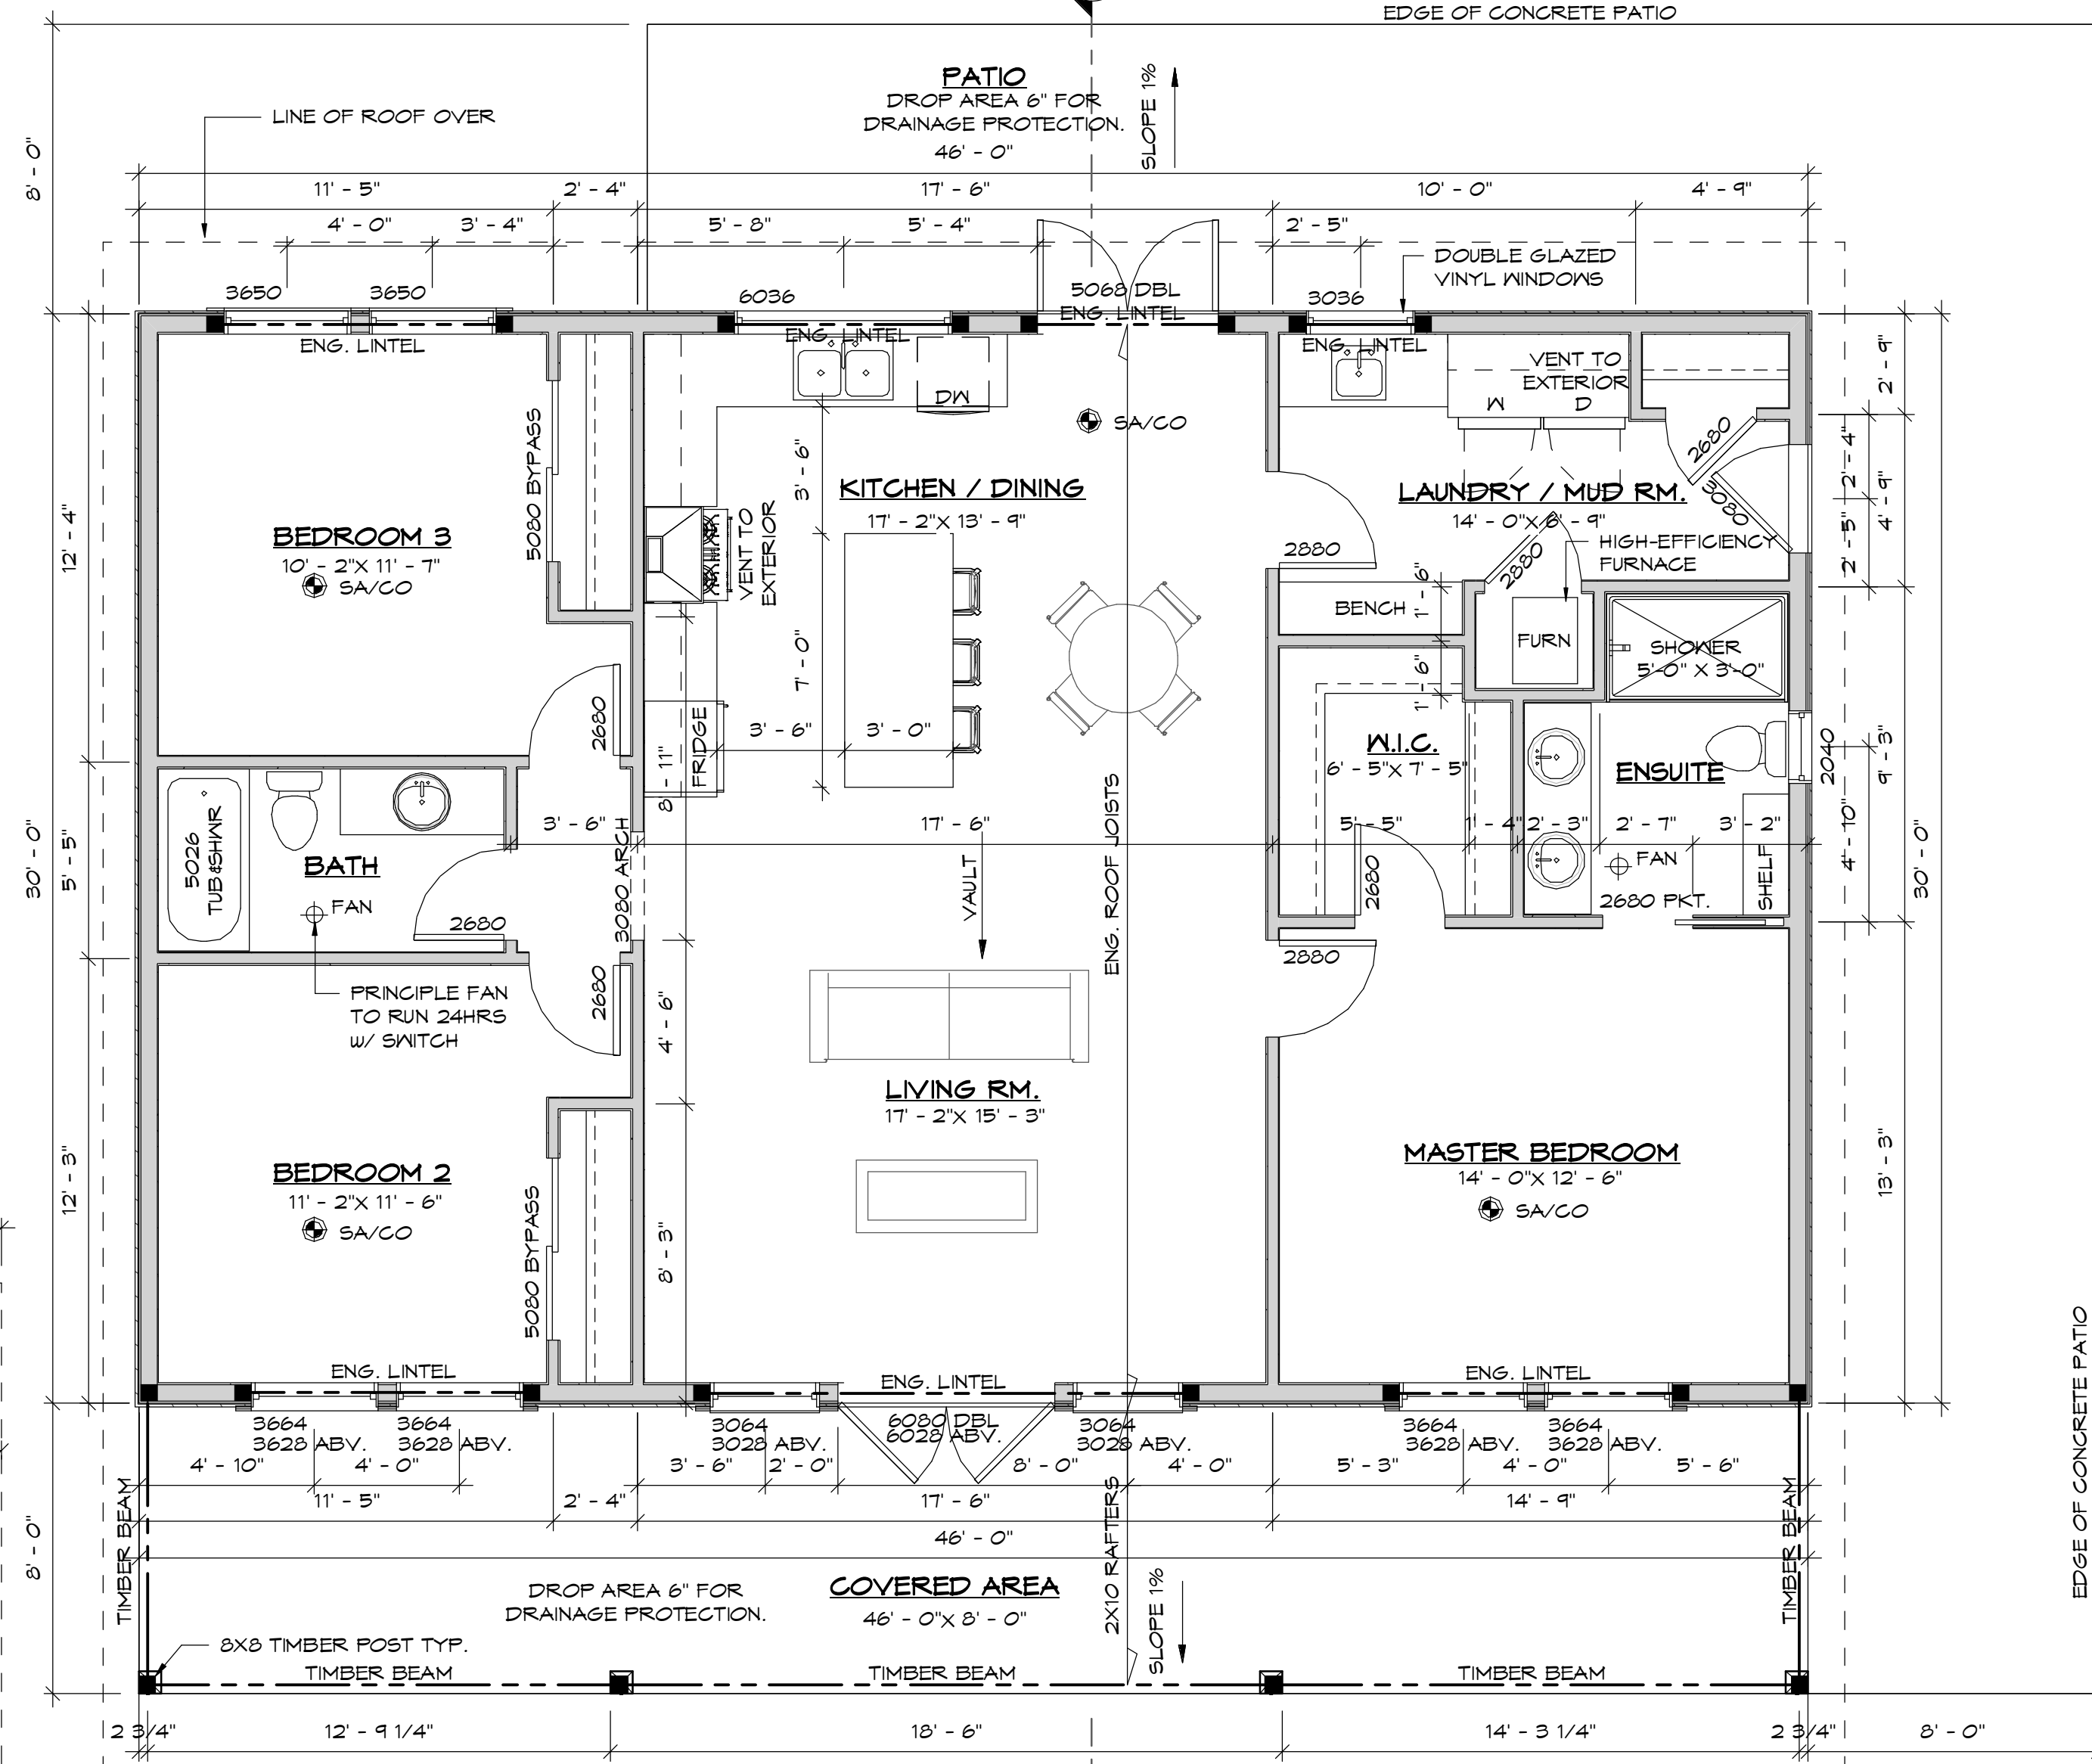 EDGE OF CONCRETE PATIO
PATIO
DROP AREA 6" FOR
DRAINAGE PROTECTION.
SLOPE 1%
LINE OF ROOF OVER
8' - 0"
46' - 0"
11' - 5"
2' - 4"
17' - 6"
10' - 0"
4' - 9"
4' - 0"
3' - 4"
5' - 8"
5' - 4"
2' - 5"
DOUBLE GLAZED
VINYL WINDOWS
3650
3650
6036
5068 DBL
ENG. LINTEL
3036
ENG. LINTEL
ENG. LINTEL
ENG. LINTEL
DW
SA/CO
VENT TO
EXTERIOR
W
D
2680
3080
2' - 9"
2' - 4"
4' - 9"
2' - 5"
12' - 4"
5080 BYPASS
3' - 6"
KITCHEN / DINING
17' - 2"X 13' - 9"
LAUNDRY / MUD RM.
14' - 0"X 6' - 9"
BEDROOM 3
10' - 2"X 11' - 7"
SA/CO
VENT TO
EXTERIOR
2880
2880
HIGH-EFFICIENCY
FURNACE
BENCH
1' - 6"
FURN
SHOWER
5'-0" X 3'-0"
7' - 0"
1' - 6"
2680
FRIDGE
3' - 6"
3' - 0"
8' - 11"
W.I.C.
6' - 5"X 7' - 5"
ENSUITE
2040
9' - 3"
5026
TUB&SHWR
3' - 6"
17' - 6"
5' - 5"
1' - 4"
2' - 3"
2' - 7"
3' - 2"
4' - 10"
30' - 0"
30' - 0"
5' - 5"
BATH
FAN
2680
3080 ARCH
VAULT
ENG. ROOF JOISTS
2680
FAN
2680 PKT.
SHELF
2880
2680
PRINCIPLE FAN
TO RUN 24HRS
w/ SWITCH
4' - 6"
LIVING RM.
17' - 2"X 15' - 3"
MASTER BEDROOM
14' - 0"X 12' - 6"
SA/CO
13' - 3"
12' - 3"
BEDROOM 2
11' - 2"X 11' - 6"
SA/CO
5080 BYPASS
8' - 3"
EDGE OF CONCRETE PATIO
ENG. LINTEL
ENG. LINTEL
ENG. LINTEL
3664
3628 ABV.
3664
3628 ABV.
3064
3028 ABV.
6080 DBL
6028 ABV.
3064
3028 ABV.
3664
3628 ABV.
3664
3628 ABV.
4' - 10"
4' - 0"
3' - 6"
2' - 0"
8' - 0"
4' - 0"
5' - 3"
4' - 0"
5' - 6"
11' - 5"
2' - 4"
17' - 6"
14' - 9"
46' - 0"
TIMBER BEAM
2X10 RAFTERS
TIMBER BEAM
8' - 0"
DROP AREA 6" FOR
DRAINAGE PROTECTION.
COVERED AREA
46' - 0"X 8' - 0"
SLOPE 1%
8X8 TIMBER POST TYP.
TIMBER BEAM
TIMBER BEAM
TIMBER BEAM
2 3/4"
12' - 9 1/4"
18' - 6"
14' - 3 1/4"
2 3/4"
8' - 0"